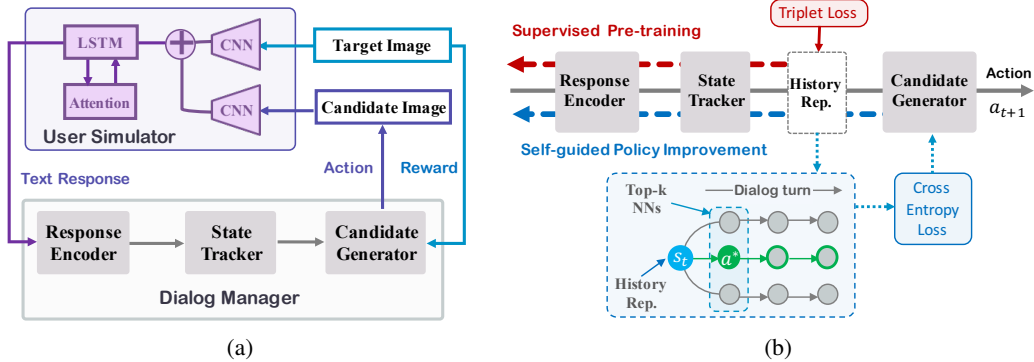 LSTM
CNN
Target Image
Attention
CNN
Candidate Image
User Simulator
Text Response
Action
Reward
Response
Encoder
State
Tracker
Candidate
Generator
Dialog Manager
(a)
Triplet Loss
Supervised Pre-training
Response
Encoder
State
Tracker
History
Rep.
Candidate
Generator
Action
a_{t+1}
Self-guided Policy Improvement
Top-k
NNs
Dialog turn
s_t
a*
History
Rep.
Cross
Entropy
Loss
(b)